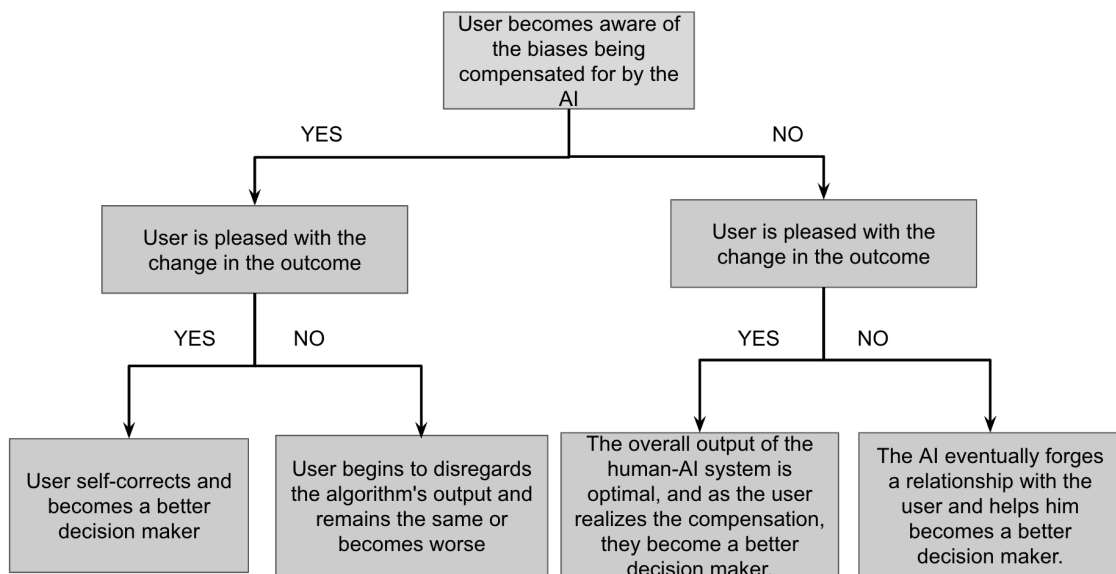 User becomes aware of
the biases being
compensated for by the
AI
YES
NO
User is pleased with the
change in the outcome
User is pleased with the
change in the outcome
YES
NO
YES
NO
User self-corrects and
becomes a better
decision maker
User begins to disregards
the algorithm's output and
remains the same or
becomes worse
The overall output of the
human-AI system is
optimal, and as the user
realizes the compensation,
they become a better
decision maker.
The AI eventually forges
a relationship with the
user and helps him
becomes a better
decision maker.